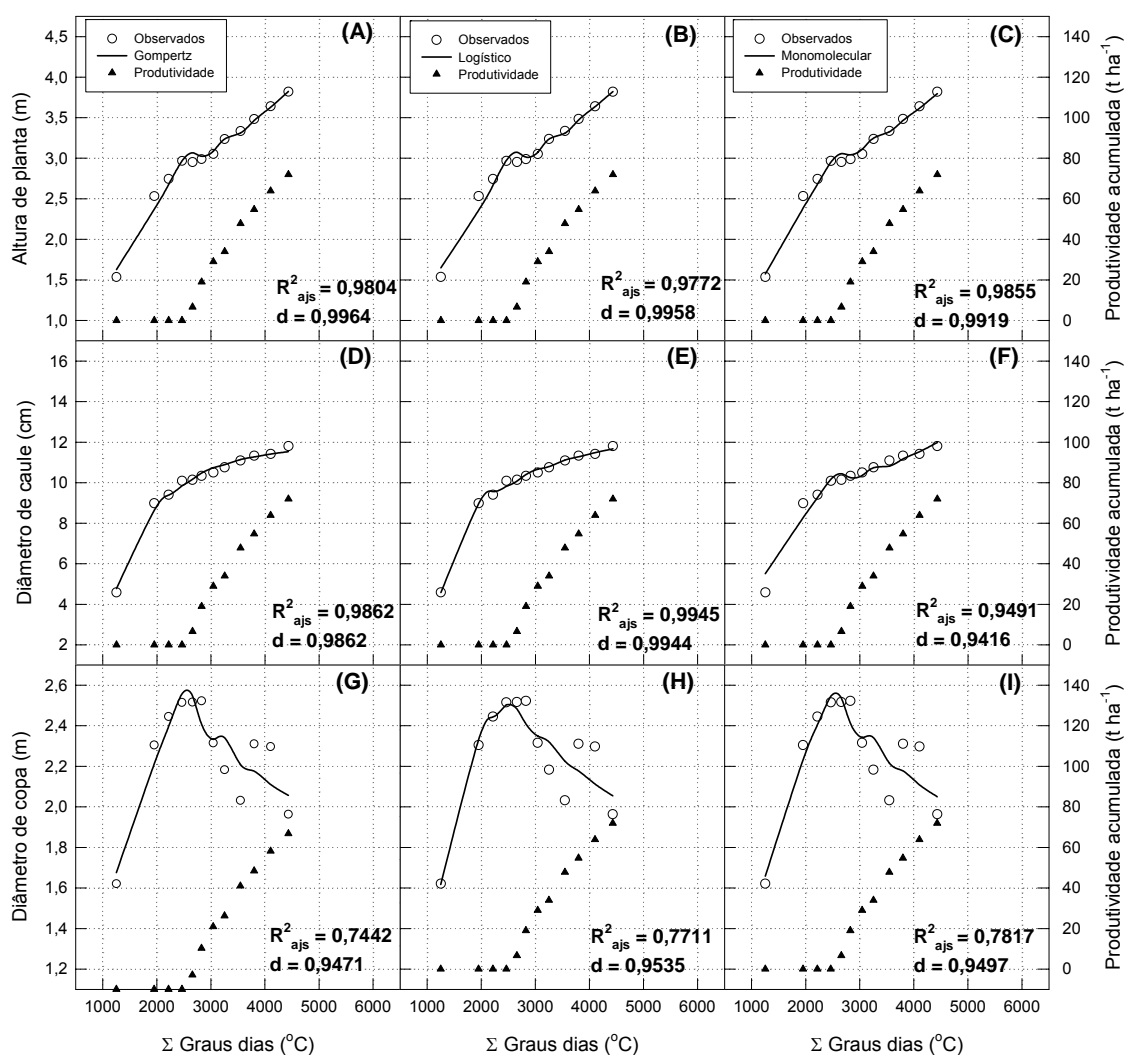 (A)
Observados
Gompertz
Produtividade
(B)
Observados
Logístico
Produtividade
(C)
Observados
Monomolecular
Produtividade
4,5
4,0
3,5
3,0
2,5
2,0
1,5
1,0
Altura de planta (m)
R²ajs = 0,9804
d = 0,9964
R²ajs = 0,9772
d = 0,9958
R²ajs = 0,9855
d = 0,9919
140
120
100
80
60
40
20
0
Produtividade acumulada (t ha⁻¹)
(D)
(E)
(F)
16
14
12
10
8
6
4
2
Diâmetro de caule (cm)
R²ajs = 0,9862
d = 0,9862
R²ajs = 0,9945
d = 0,9944
R²ajs = 0,9491
d = 0,9416
140
120
100
80
60
40
20
0
Produtividade acumulada (t ha⁻¹)
(G)
(H)
(I)
2,6
2,4
2,2
2,0
1,8
1,6
1,4
1,2
Diâmetro de copa (m)
R²ajs = 0,7442
d = 0,9471
R²ajs = 0,7711
d = 0,9535
R²ajs = 0,7817
d = 0,9497
140
120
100
80
60
40
20
0
Produtividade acumulada (t ha⁻¹)
1000 2000 3000 4000 5000 6000
1000 2000 3000 4000 5000 6000
1000 2000 3000 4000 5000 6000
Σ Graus dias (°C)
Σ Graus dias (°C)
Σ Graus dias (°C)